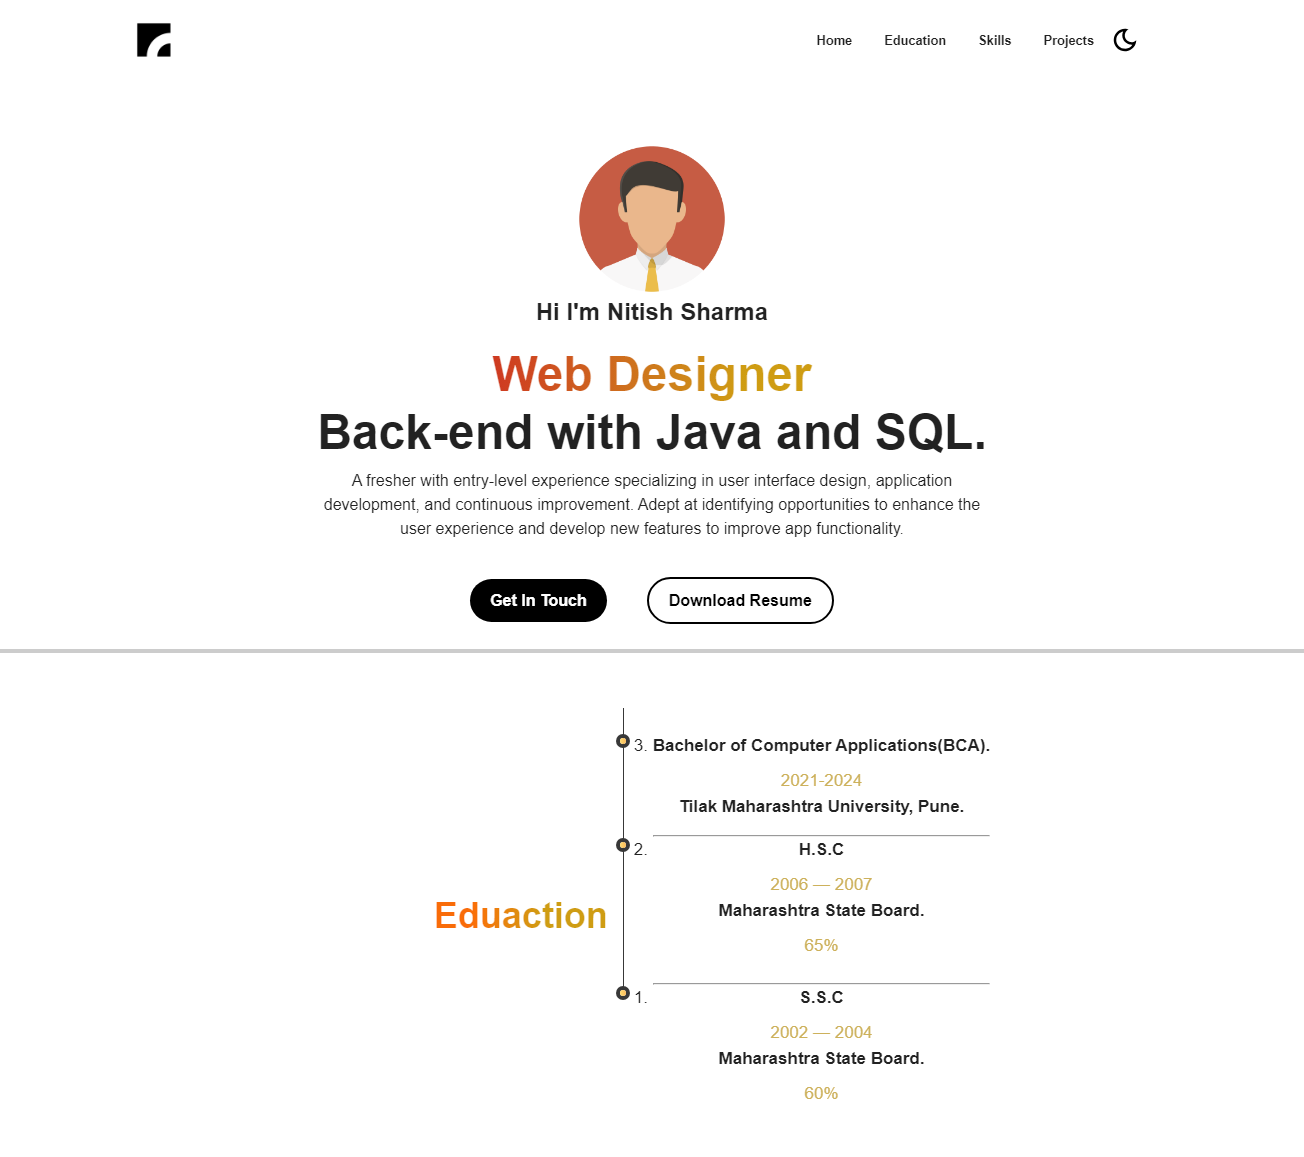 Home Education Skills Projects
Hi I'm Nitish Sharma
Web Designer
Back-end with Java and SQL.
A fresher with entry-level experience specializing in user interface design, application
development, and continuous improvement. Adept at identifying opportunities to enhance the
user experience and develop new features to improve app functionality.
Get In Touch Download Resume
Eduaction
3. Bachelor of Computer Applications(BCA).
2021-2024
Tilak Maharashtra University, Pune.
2. H.S.C
2006 — 2007
Maharashtra State Board.
65%
1. S.S.C
2002 — 2004
Maharashtra State Board.
60%